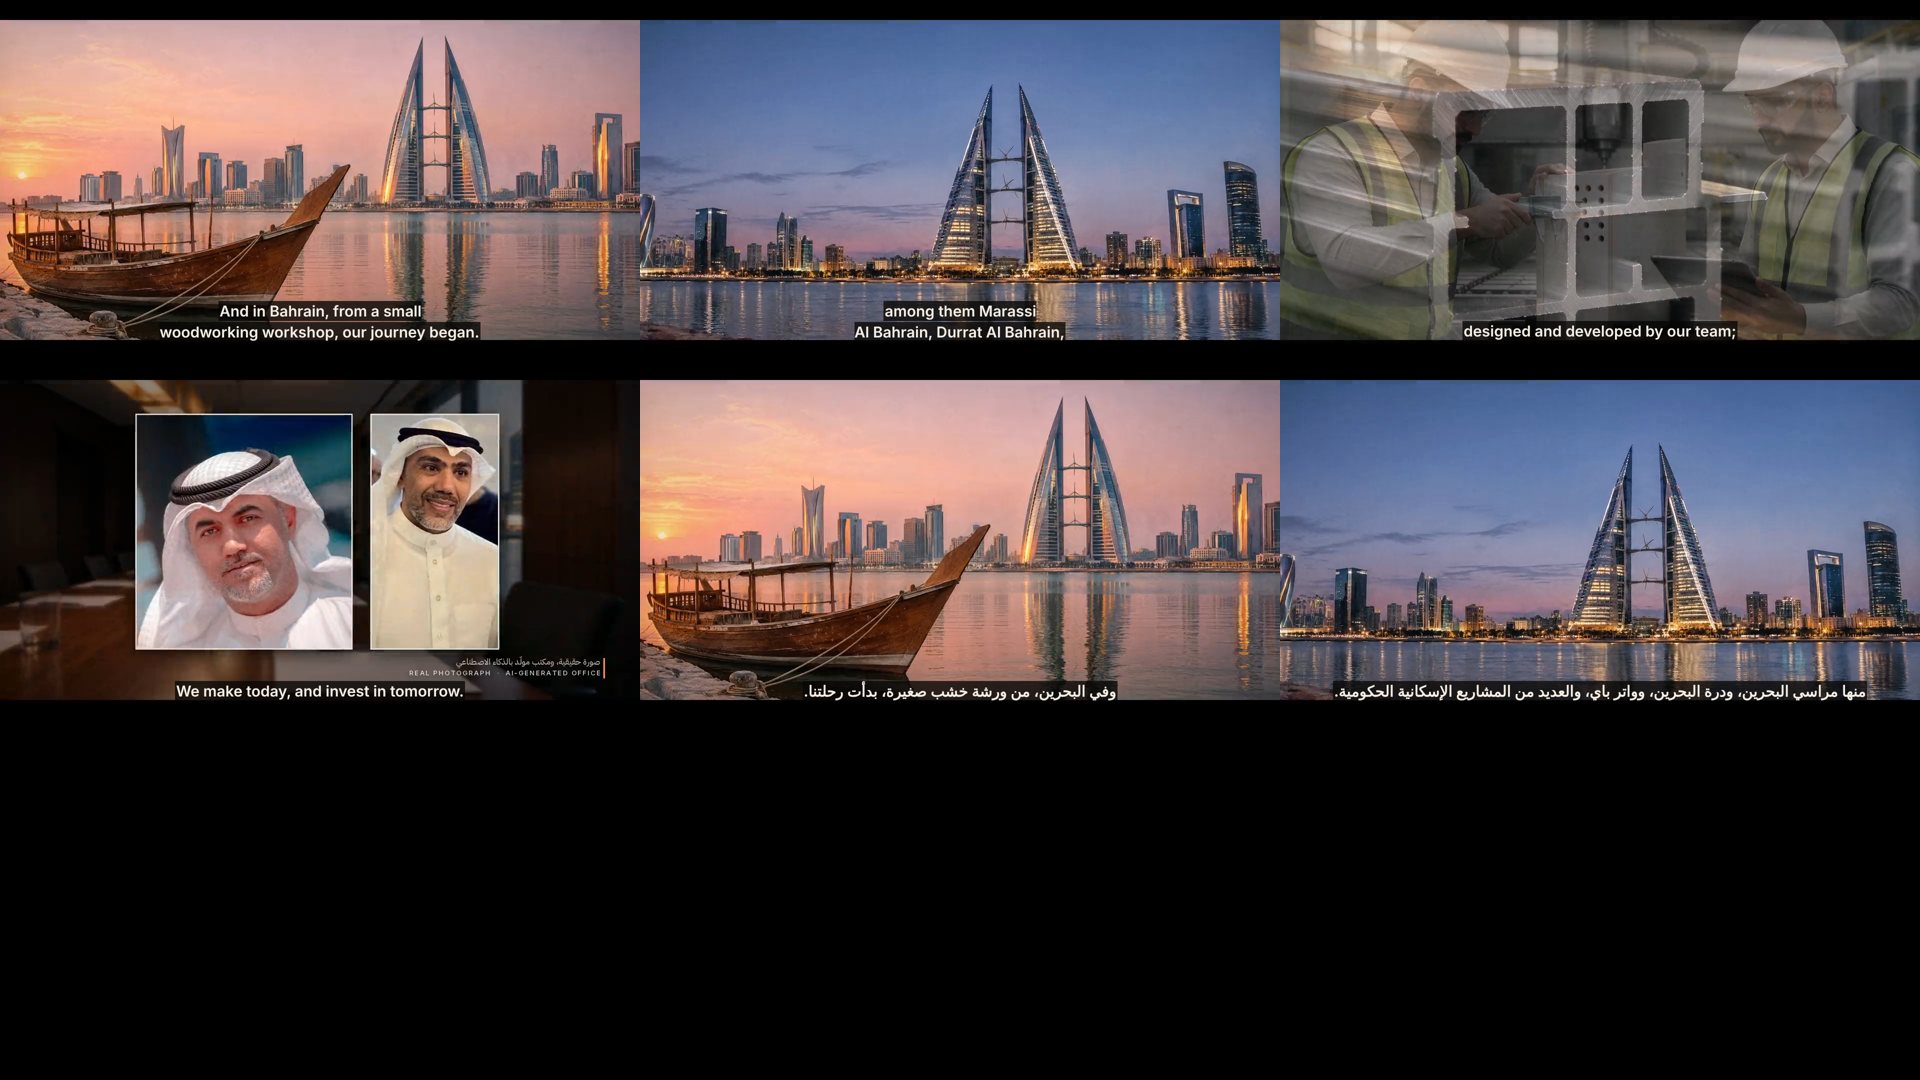 And in Bahrain, from a small
woodworking workshop, our journey began.
among them Marassi
Al Bahrain, Durrat Al Bahrain,
designed and developed by our team;
صورة حقيقية، ومكتب مولّد بالذكاء الاصطناعي
REAL PHOTOGRAPH · AI-GENERATED OFFICE
We make today, and invest in tomorrow.
وفي البحرين، من ورشة خشب صغيرة، بدأت رحلتنا.
منها مراسي البحرين، ودرة البحرين، وواتر باي، والعديد من المشاريع الإسكانية الحكومية.